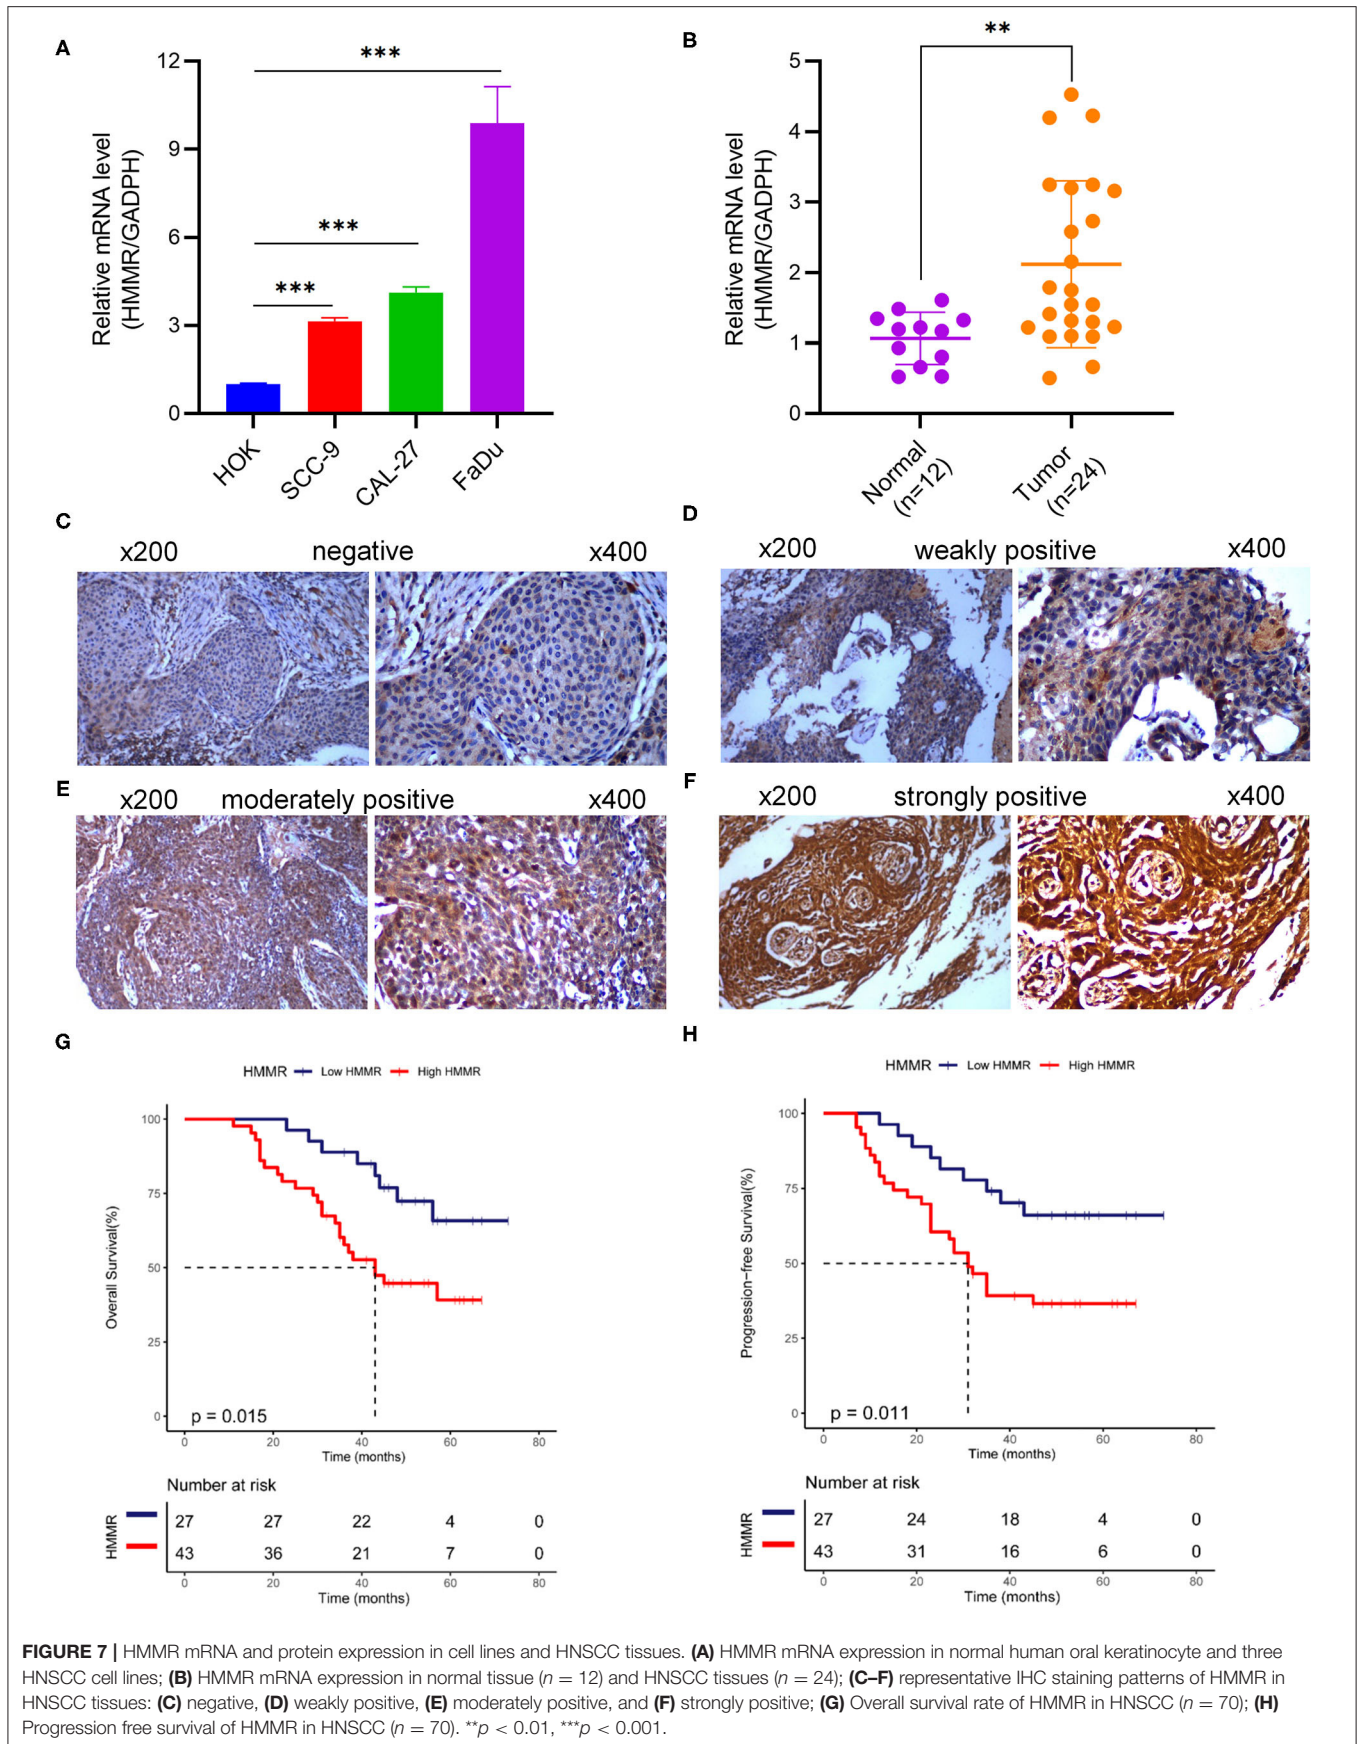 A
***
***
***
12
9
6
3
0
Relative mRNA level
(HMMR/GADPH)
HOK
SCC-9
CAL-27
FaDu
B
**
5
4
3
2
1
0
Relative mRNA level
(HMMR/GADPH)
Normal
(n=12)
Tumor
(n=24)
C
x200 negative x400
D
x200 weakly positive x400
E
x200 moderately positive x400
F
x200 strongly positive x400
G
HMMR Low HMMR High HMMR
100
75
50
25
0
Overall Survival(%)
p = 0.015
0 20 40 60 80
Time (months)
Number at risk
HMMR
27 27 22 4 0
43 36 21 7 0
0 20 40 60 80
Time (months)
H
HMMR Low HMMR High HMMR
100
75
50
25
0
Progression-free Survival(%)
p = 0.011
0 20 40 60 80
Time (months)
Number at risk
HMMR
27 24 18 4 0
43 31 16 6 0
0 20 40 60 80
Time (months)
FIGURE 7 | HMMR mRNA and protein expression in cell lines and HNSCC tissues. (A) HMMR mRNA expression in normal human oral keratinocyte and three
HNSCC cell lines; (B) HMMR mRNA expression in normal tissue (n = 12) and HNSCC tissues (n = 24); (C–F) representative IHC staining patterns of HMMR in
HNSCC tissues: (C) negative, (D) weakly positive, (E) moderately positive, and (F) strongly positive; (G) Overall survival rate of HMMR in HNSCC (n = 70); (H)
Progression free survival of HMMR in HNSCC (n = 70). **p < 0.01, ***p < 0.001.